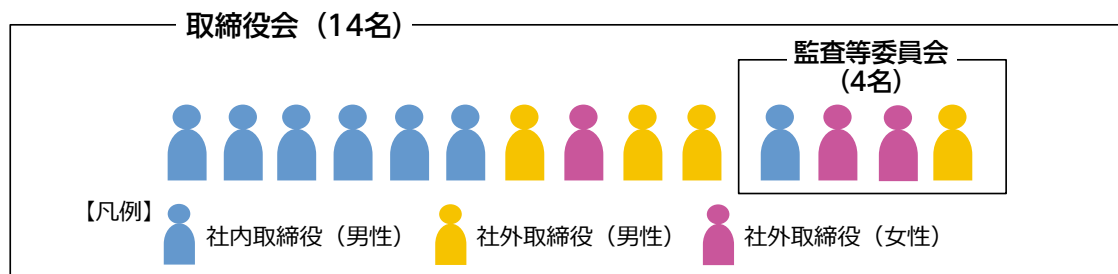 取締役会（14名）
監査等委員会
（4名）
【凡例】
社内取締役（男性）
社外取締役（男性）
社外取締役（女性）